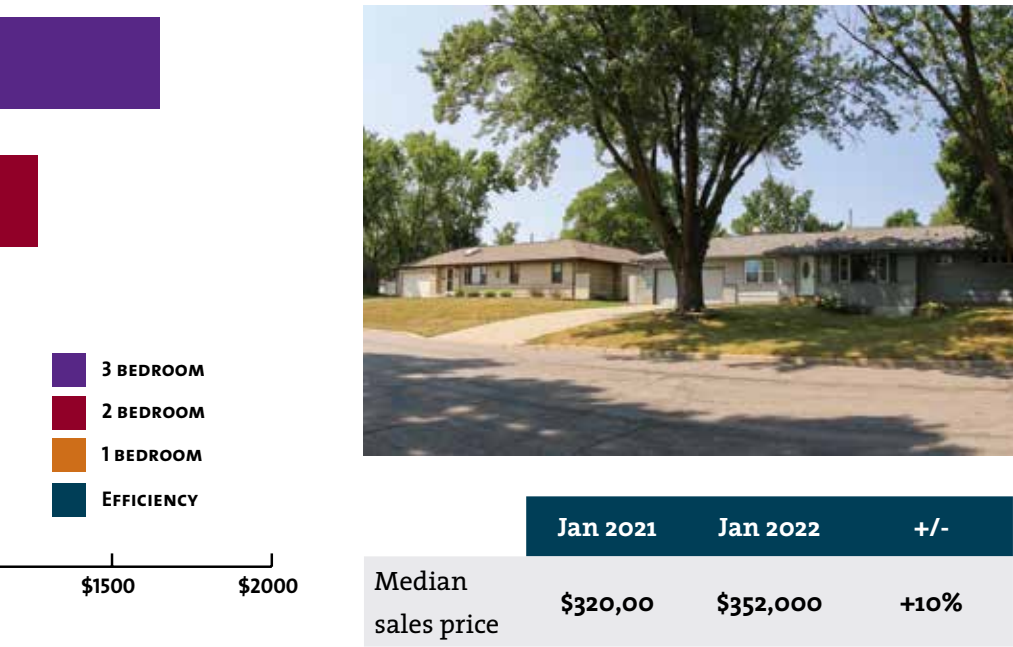 3 BEDROOM
2 BEDROOM
1 BEDROOM
EFFICIENCY
$1500 $2000
Jan 2021 Jan 2022 +/-
Median
sales price $320,00 $352,000 +10%